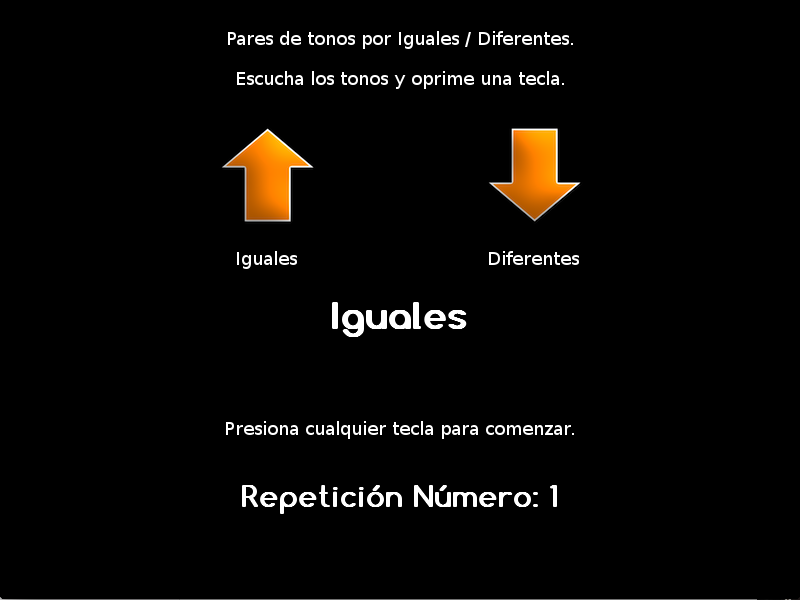 Pares de tonos por Iguales / Diferentes.
Escucha los tonos y oprime una tecla.
Iguales Diferentes
Iguales
Presiona cualquier tecla para comenzar.
Repetición Número: 1